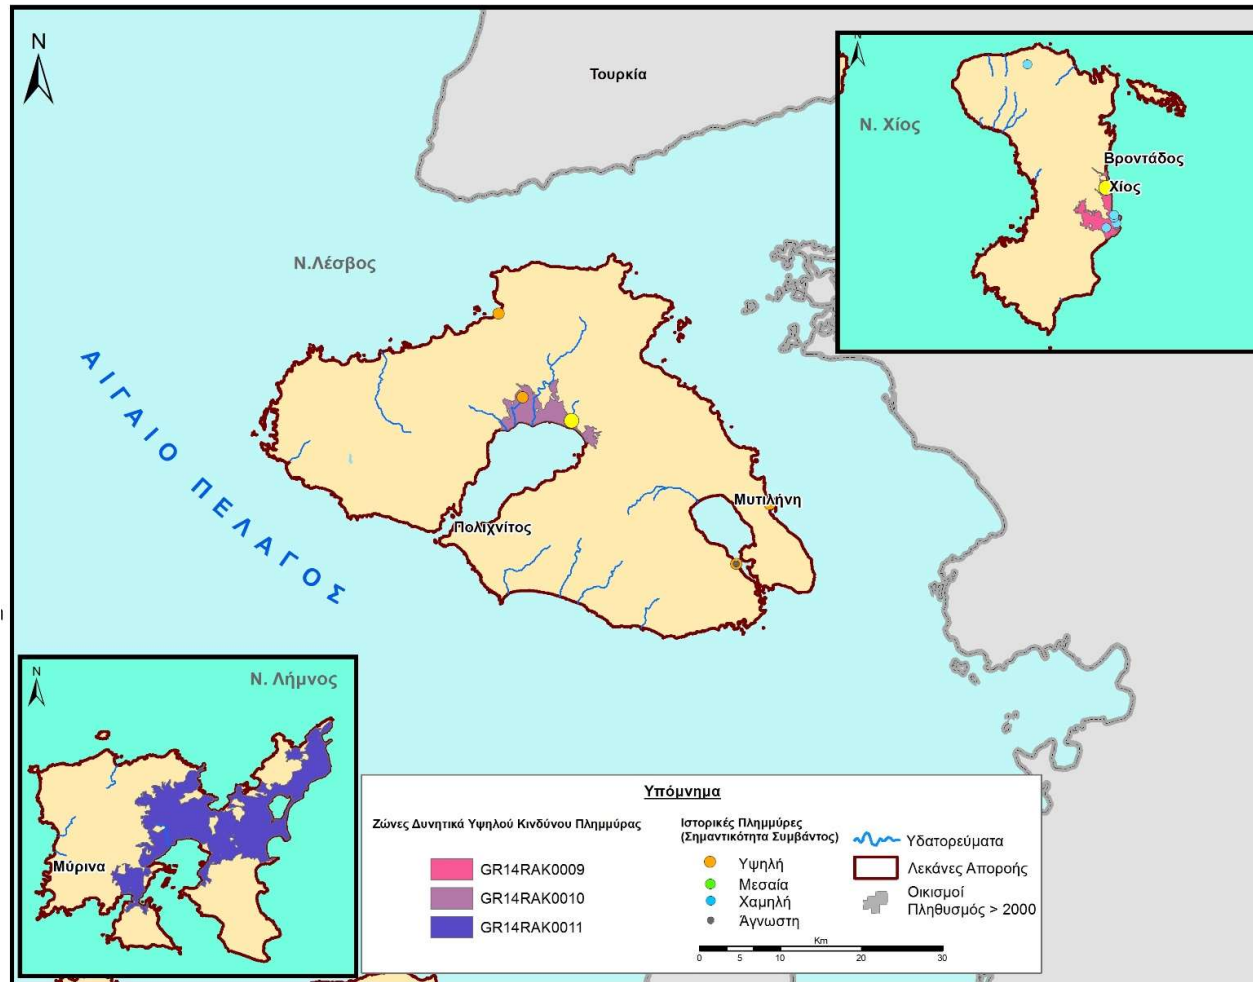 N
Τουρκία
N
Ν. Χίος
Βροντάδος
Χίος
Ν.Λέσβος
ΑΙΓΑΙΟ ΠΕΛΑΓΟΣ
Μυτιλήνη
Πολιχνίτος
N
Ν. Λήμνος
Μύρινα
Υπόμνημα
Ζώνες Δυνητικά Υψηλού Κινδύνου Πλημμύρας
GR14RAK0009
GR14RAK0010
GR14RAK0011
Ιστορικές Πλημμύρες
(Σημαντικότητα Συμβάντος)
Υψηλή
Μεσαία
Χαμηλή
Άγνωστη
Υδατορεύματα
Λεκάνες Αποροής
Οικισμοί
Πληθυσμός > 2000
Km
0 5 10 20 30